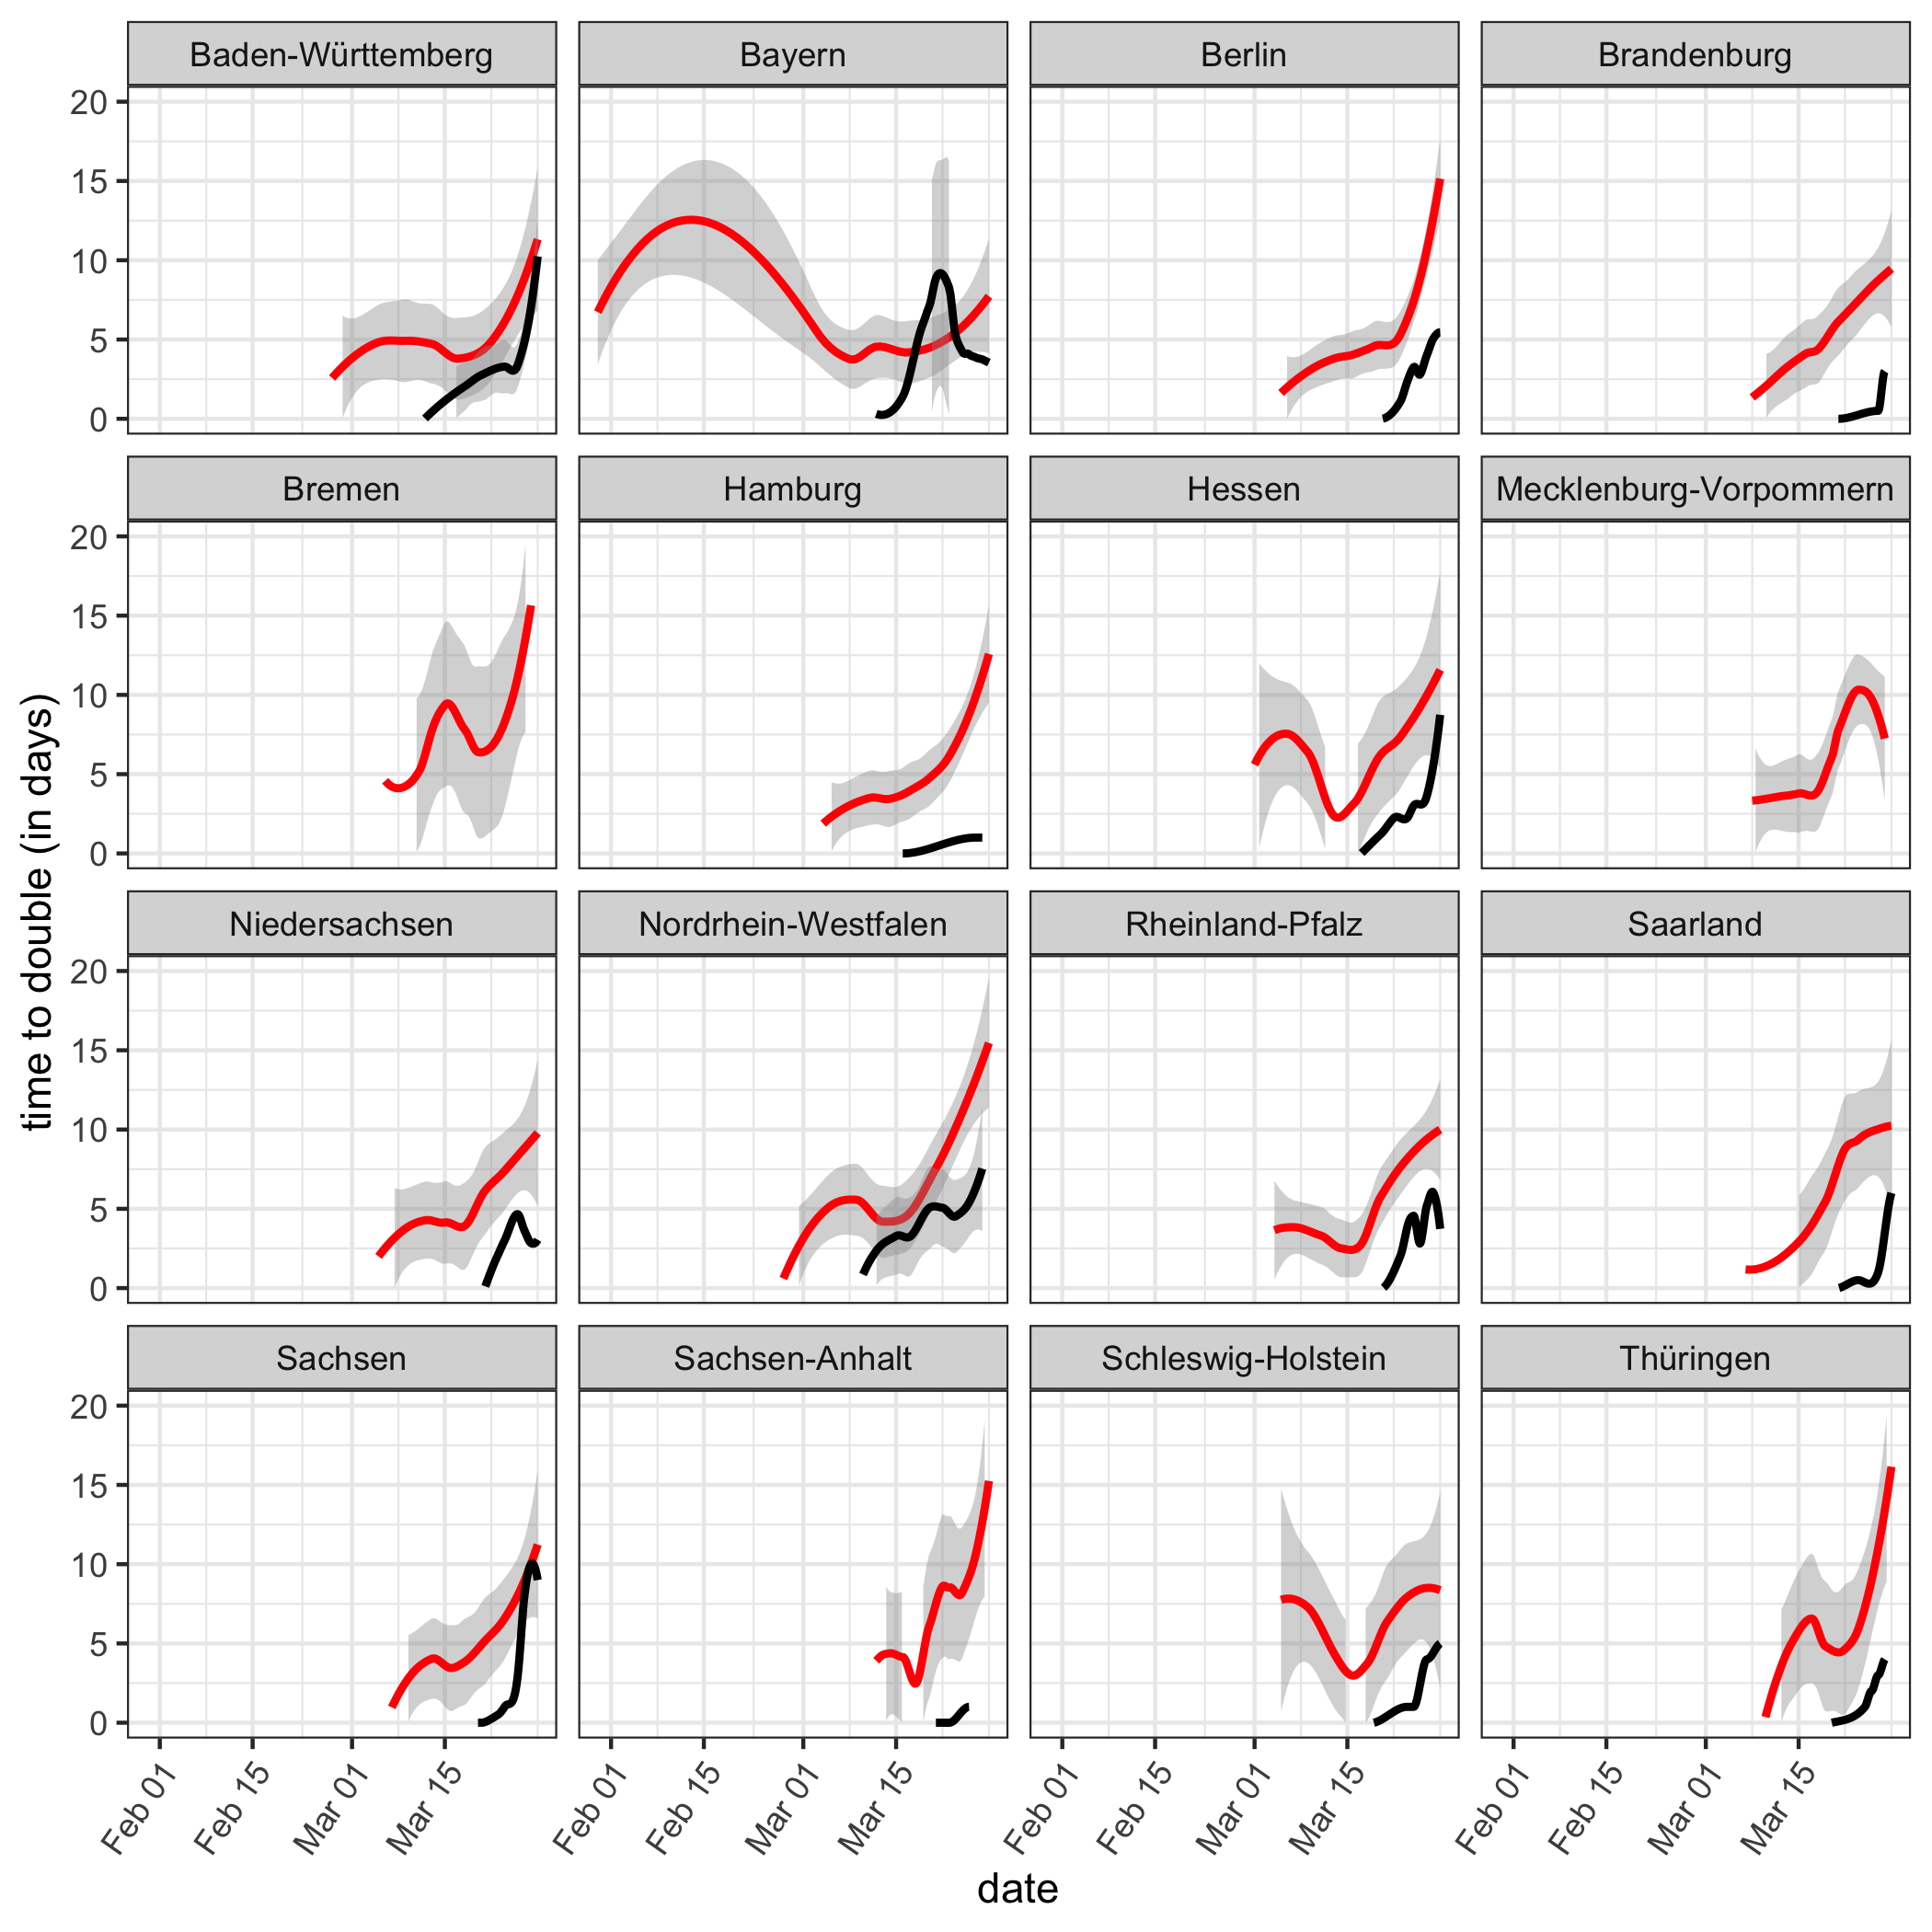 Baden-Württemberg Bayern Berlin Brandenburg
20
15
10
5
0
Bremen Hamburg Hessen Mecklenburg-Vorpommern
20
15
10
5
0
time to double (in days)
Niedersachsen Nordrhein-Westfalen Rheinland-Pfalz Saarland
20
15
10
5
0
Sachsen Sachsen-Anhalt Schleswig-Holstein Thüringen
20
15
10
5
0
Feb 01 Feb 15 Mar 01 Mar 15 Feb 01 Feb 15 Mar 01 Mar 15 Feb 01 Feb 15 Mar 01 Mar 15 Feb 01 Feb 15 Mar 01 Mar 15
date